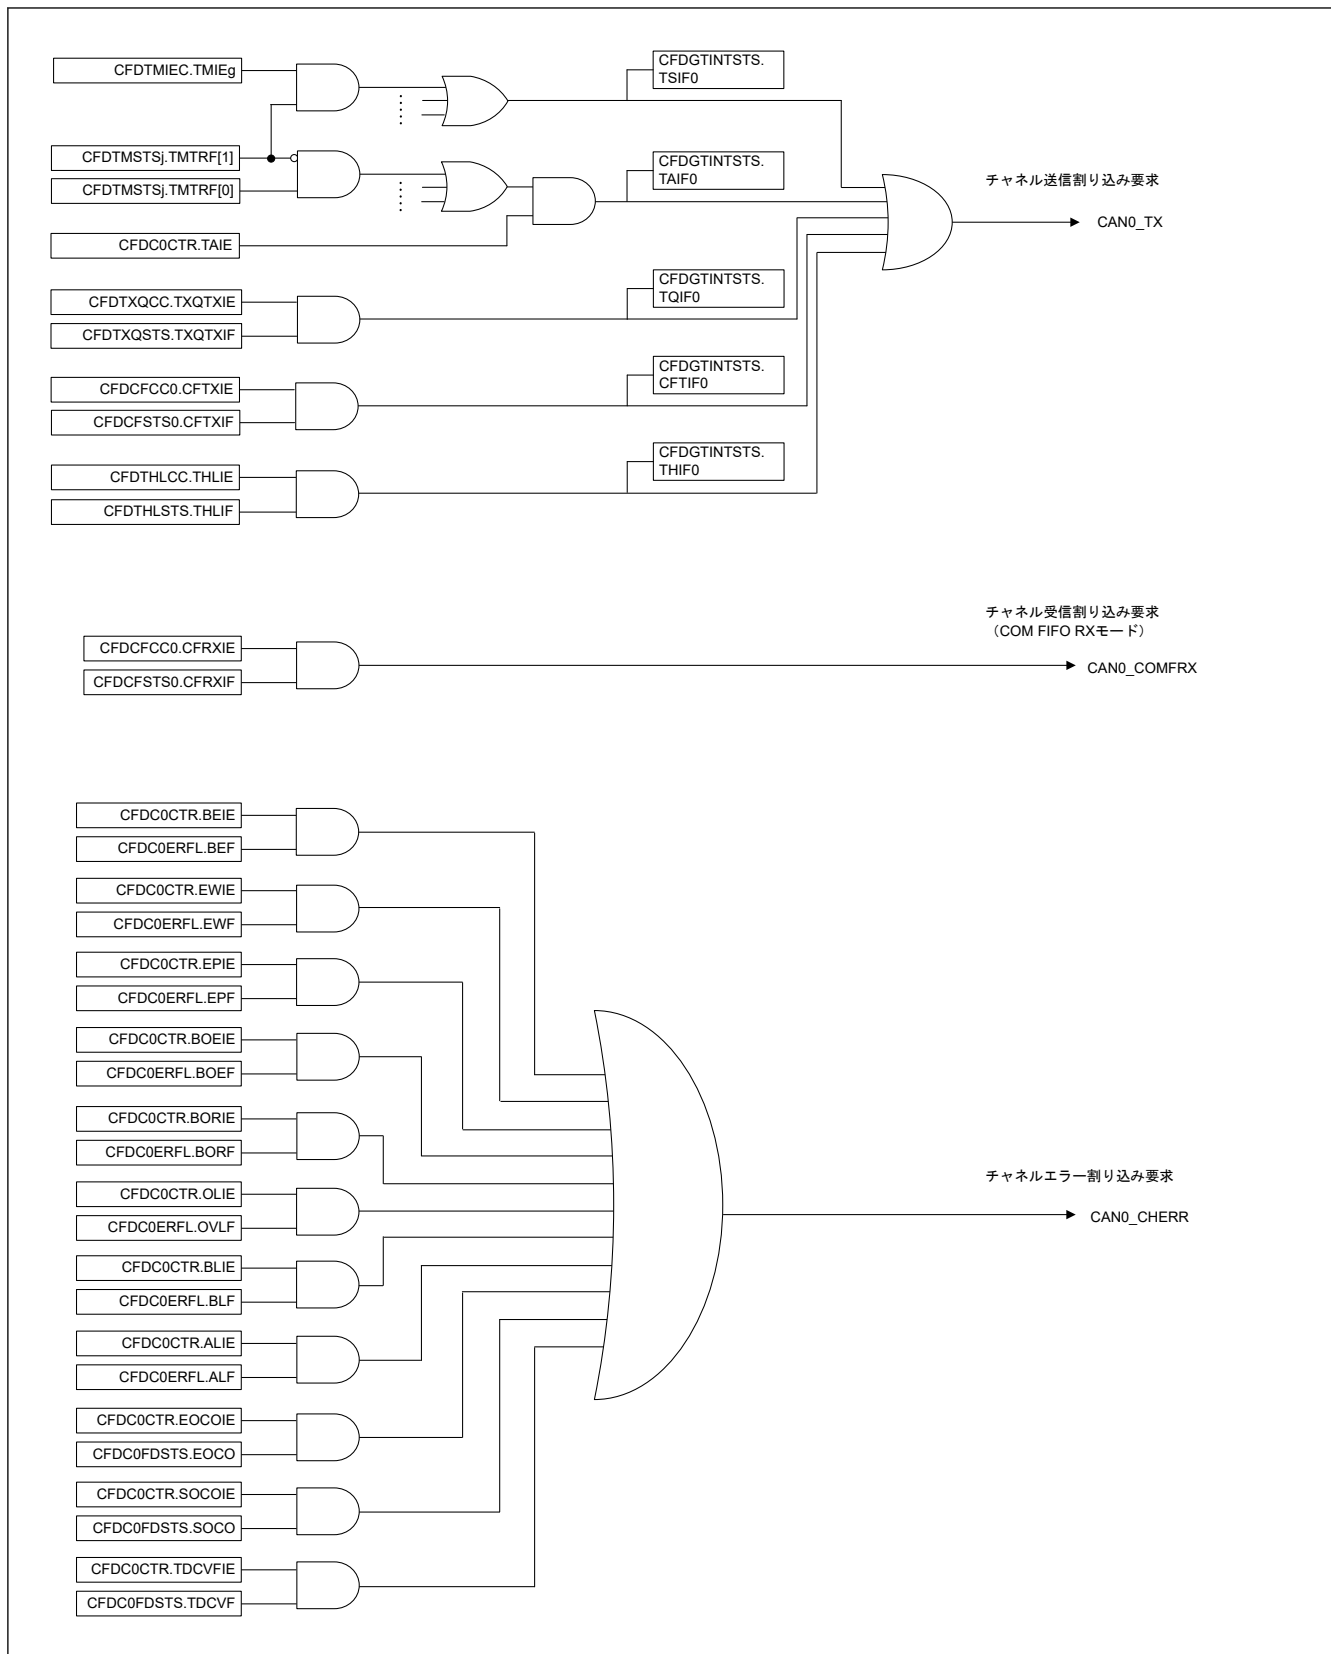 CFDTMIEC.TMIEg
CFDGTINTSTS.
TSIF0
CFDTMSTSj.TMTRF[1]
CFDTMSTSj.TMTRF[0]
CFDGTINTSTS.
TAIF0
CFDC0CTR.TAIE
チャネル送信割り込み要求
CAN0_TX
CFDTXQCC.TXQTXIE
CFDTXQSTS.TXQTXIF
CFDGTINTSTS.
TQIF0
CFDCFCC0.CFTXIE
CFDCFSTS0.CFTXIF
CFDGTINTSTS.
CFTIF0
CFDTHLCC.THLIE
CFDTHLSTS.THLIF
CFDGTINTSTS.
THIF0
チャネル受信割り込み要求
（COM FIFO RXモード）
CFDCFCC0.CFRXIE
CFDCFSTS0.CFRXIF
CAN0_COMFRX
CFDC0CTR.BEIE
CFDC0ERFL.BEF
CFDC0CTR.EWIE
CFDC0ERFL.EWF
CFDC0CTR.EPIE
CFDC0ERFL.EPF
CFDC0CTR.BOEIE
CFDC0ERFL.BOEF
CFDC0CTR.BORIE
CFDC0ERFL.BORF
チャネルエラー割り込み要求
CFDC0CTR.OLIE
CFDC0ERFL.OVLF
CAN0_CHERR
CFDC0CTR.BLIE
CFDC0ERFL.BLF
CFDC0CTR.ALIE
CFDC0ERFL.ALF
CFDC0CTR.EOCOIE
CFDC0FDSTS.EOCO
CFDC0CTR.SOCOIE
CFDC0FDSTS.SOCO
CFDC0CTR.TDCVFIE
CFDC0FDSTS.TDCVF